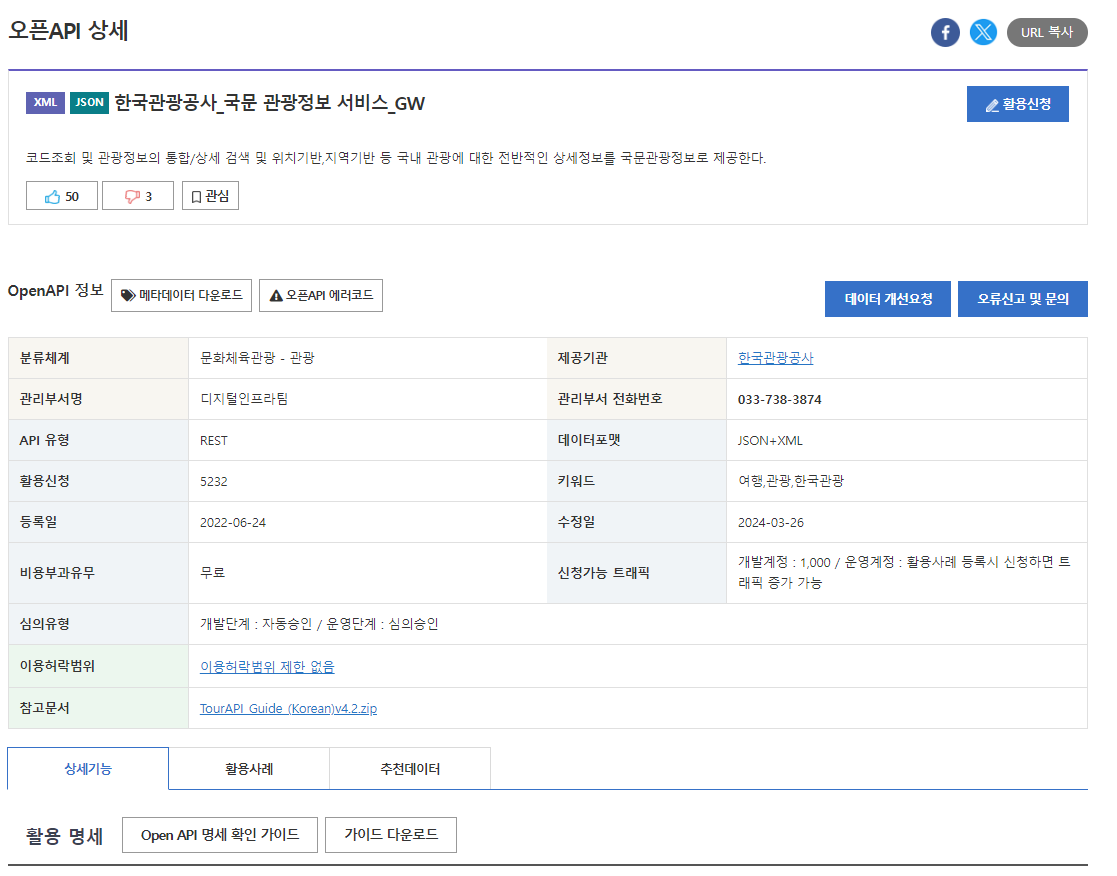 오픈API 상세
URL 복사
XML JSON 한국관광공사_국문 관광정보 서비스_GW
활용신청
코드조회 및 관광정보의 통합/상세 검색 및 위치기반,지역기반 등 국내 관광에 대한 전반적인 상세정보를 국문관광정보로 제공한다.
50 3 관심
OpenAPI 정보 메타데이터 다운로드 오픈API 에러코드 데이터 개선요청 오류신고 및 문의
분류체계 문화체육관광 - 관광 제공기관 한국관광공사
관리부서명 디지털인프라팀 관리부서 전화번호 033-738-3874
API 유형 REST 데이터포맷 JSON+XML
활용신청 5232 키워드 여행,관광,한국관광
등록일 2022-06-24 수정일 2024-03-26
비용부과유무 무료 신청가능 트래픽 개발계정 : 1,000 / 운영계정 : 활용사례 등록시 신청하면 트
래픽 증가 가능
심의유형 개발단계 : 자동승인 / 운영단계 : 심의승인
이용허락범위 이용허락범위 제한 없음
참고문서 TourAPI_Guide_(Korean)v4.2.zip
상세기능 활용사례 추천데이터
활용 명세 Open API 명세 확인 가이드 가이드 다운로드